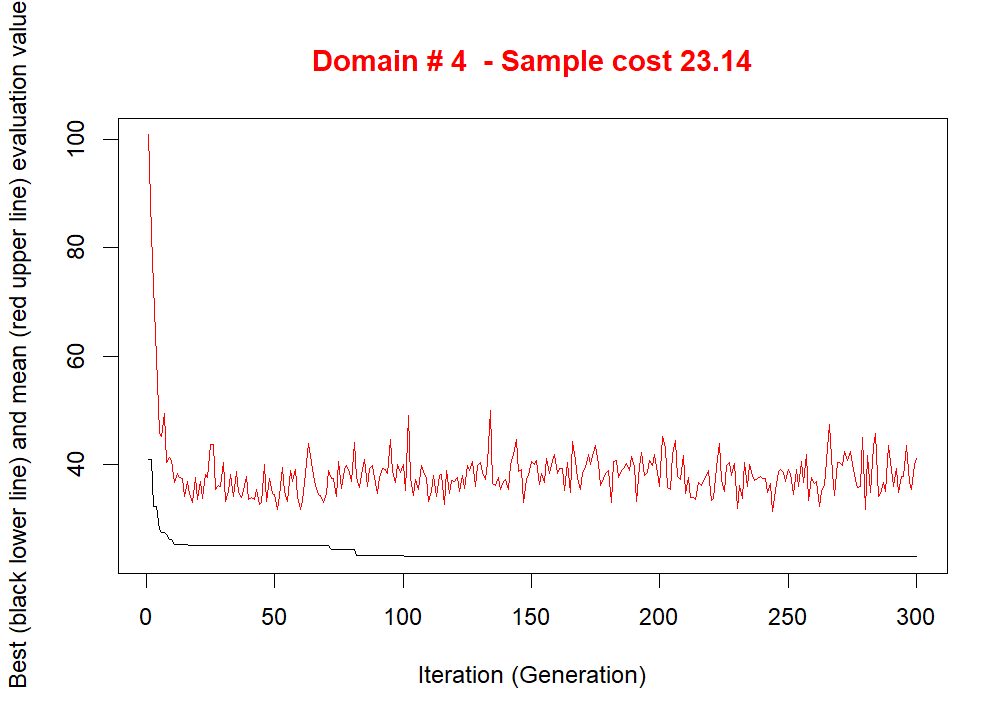 Domain # 4  - Sample cost 23.14
Best (black lower line) and mean (red upper line) evaluation value
100
80
60
40
0 50 100 150 200 250 300
Iteration (Generation)